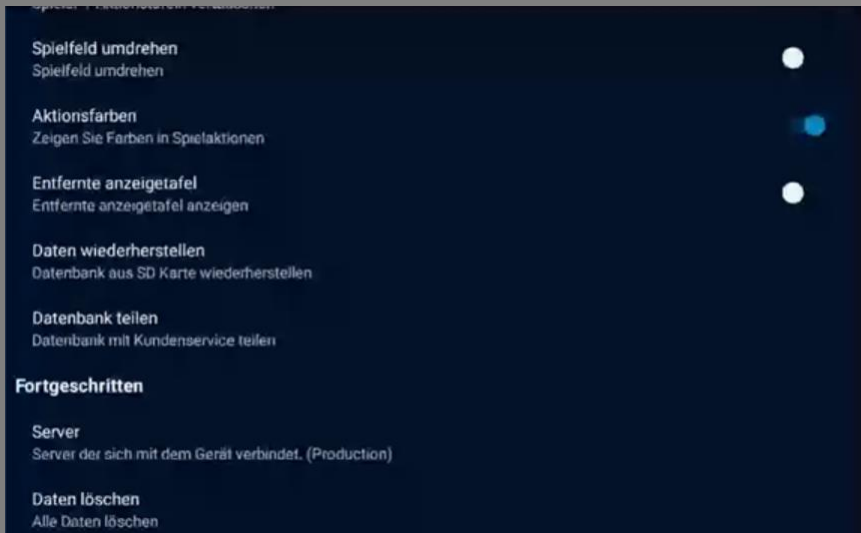 Spielfeld umdrehen
Spielfeld umdrehen
Aktionsfarben
Zeigen Sie Farben in Spielaktionen
Entfernte anzeigetafel
Entfernte anzeigetafel anzeigen
Daten wiederherstellen
Datenbank aus SD Karte wiederherstellen
Datenbank teilen
Datenbank mit Kundenservice teilen
Fortgeschritten
Server
Server der sich mit dem Gerät verbindet. (Production)
Daten löschen
Alle Daten löschen